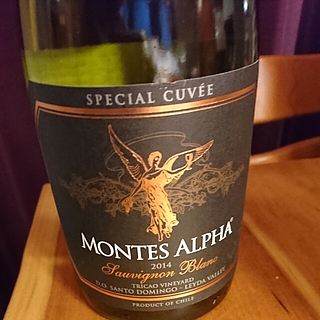 SPECIAL CUVÉE
MONTES ALPHA®
2014
Sauvignon Blanc
TRICAO VINEYARD
D.O. SANTO DOMINGO - LEYDA VALLEY
PRODUCT OF CHILE